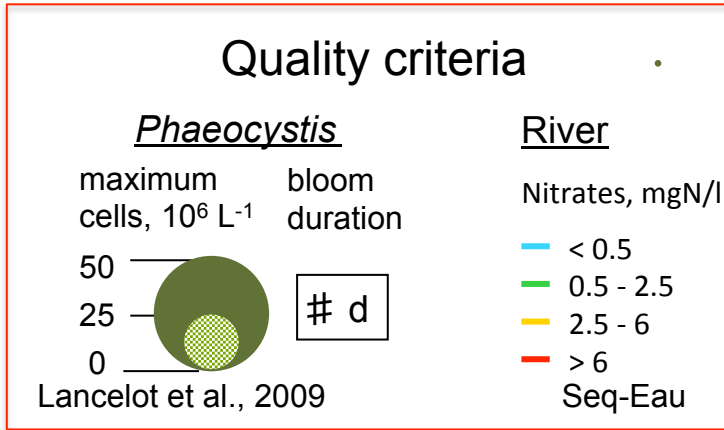 Quality criteria
Phaeocystis
maximum
cells, 10⁶ L⁻¹
bloom
duration
50
25
0
# d
Lancelot et al., 2009
River
Nitrates, mgN/l
< 0.5
0.5 - 2.5
2.5 - 6
> 6
Seq-Eau